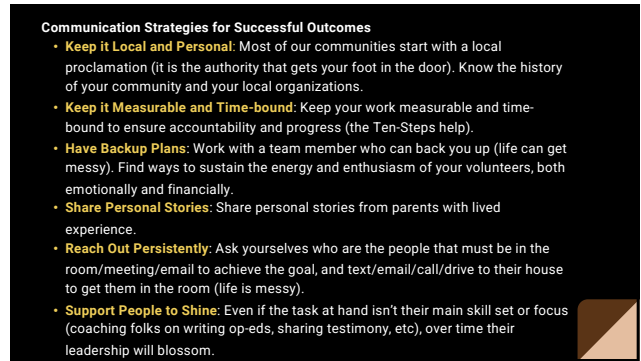 Communication Strategies for Successful Outcomes
• Keep it Local and Personal: Most of our communities start with a local
proclamation (it is the authority that gets your foot in the door). Know the history
of your community and your local organizations.
• Keep it Measurable and Time-bound: Keep your work measurable and time-
bound to ensure accountability and progress (the Ten-Steps help).
• Have Backup Plans: Work with a team member who can back you up (life can get
messy). Find ways to sustain the energy and enthusiasm of your volunteers, both
emotionally and financially.
• Share Personal Stories: Share personal stories from parents with lived
experience.
• Reach Out Persistently: Ask yourselves who are the people that must be in the
room/meeting/email to achieve the goal, and text/email/call/drive to their house
to get them in the room (life is messy).
• Support People to Shine: Even if the task at hand isn’t their main skill set or focus
(coaching folks on writing op-eds, sharing testimony, etc), over time their
leadership will blossom.